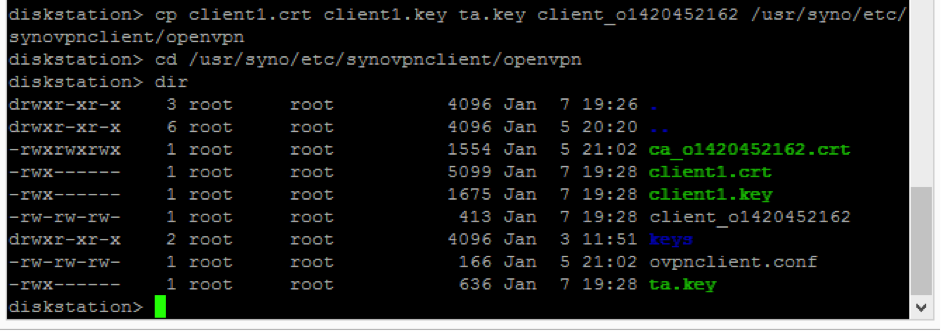 diskstation> cp client1.crt client1.key ta.key client_o1420452162 /usr/syno/etc/
synovpnclient/openvpn
diskstation> cd /usr/syno/etc/synovpnclient/openvpn
diskstation> dir
drwxr-xr-x    3 root     root          4096 Jan  7 19:26 .
drwxr-xr-x    6 root     root          4096 Jan  5 20:20 ..
-rwxrwxrwx    1 root     root          1554 Jan  5 21:02 ca_o1420452162.crt
-rwx------    1 root     root          5099 Jan  7 19:28 client1.crt
-rwx------    1 root     root          1675 Jan  7 19:28 client1.key
-rw-rw-rw-    1 root     root           413 Jan  7 19:28 client_o1420452162
drwxr-xr-x    2 root     root          4096 Jan  3 11:51 keys
-rw-rw-rw-    1 root     root           166 Jan  5 21:02 ovpnclient.conf
-rwx------    1 root     root           636 Jan  7 19:28 ta.key
diskstation>